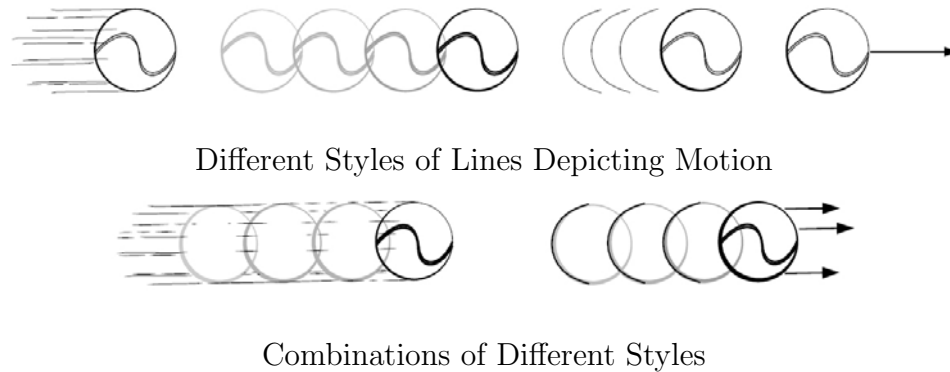 Different Styles of Lines Depicting Motion
Combinations of Different Styles